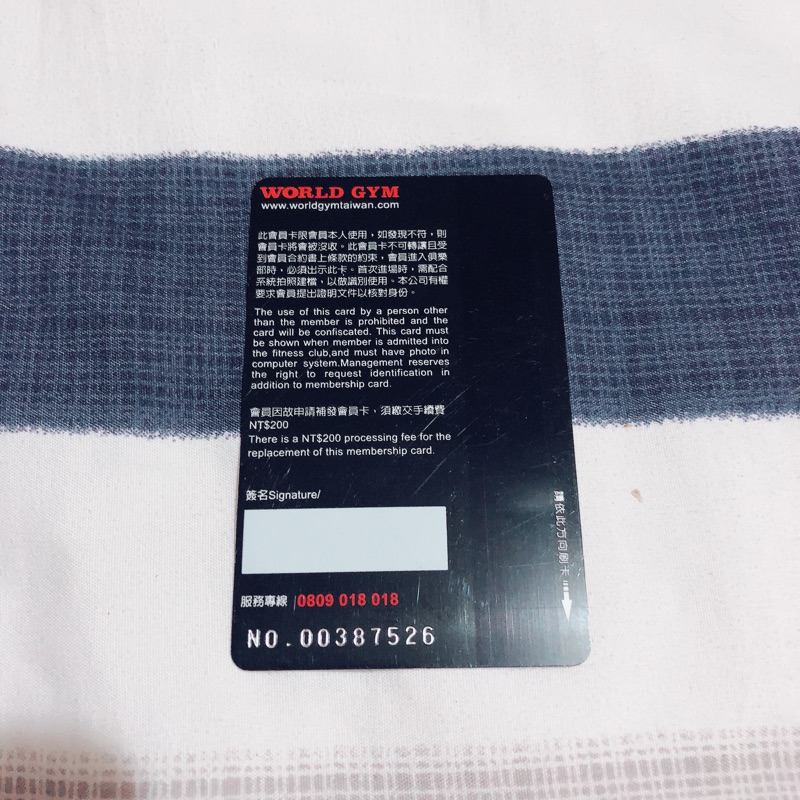 WORLD GYM
www.worldgymtaiwan.com
此會員卡限會員本人使用，如發現不符，則
會員卡將會被沒收。此會員卡不可轉讓且受
到會員合約書上條款的約束，會員進入俱樂
部時，必須出示此卡。首次進場時，需配合
系統拍照建檔，以做識別使用。本公司有權
要求會員提出證明文件以核對身份。
The use of this card by a person other
than the member is prohibited and the
card will be confiscated. This card must
be shown when member is admitted into
the fitness club,and must have photo in
computer system.Management reserves
the right to request identification in
addition to membership card.
會員因故申請補發會員卡，須繳交手續費
NT$200
There is a NT$200 processing fee for the
replacement of this membership card.
簽名Signature/
請依此方向刷卡
服務專線 |0809 018 018
NO.00387526